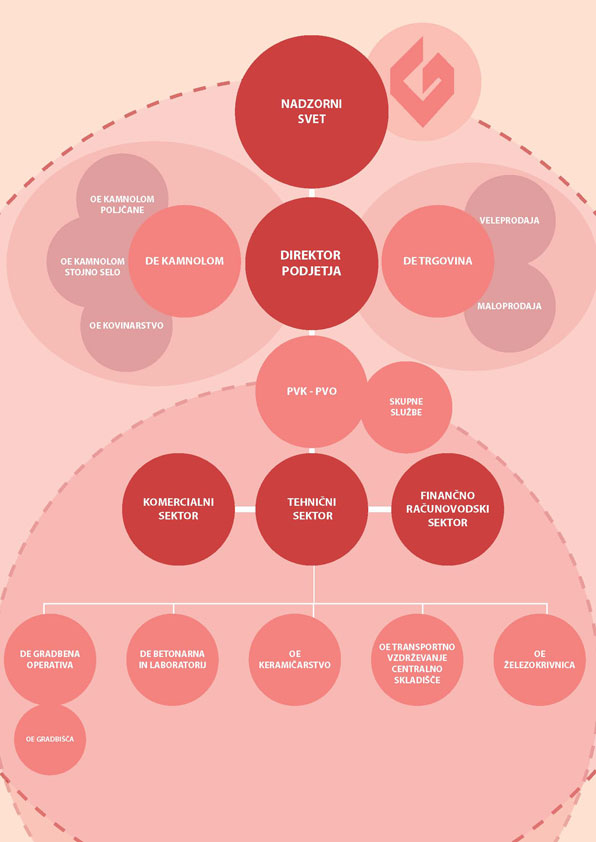 NADZORNI
SVET
OE KAMNOLOM
POLJČANE
OE KAMNOLOM
STOJNO SELO
OE KOVINARSTVO
DE KAMNOLOM
DIREKTOR
PODJETJA
DE TRGOVINA
VELEPRODAJA
MALOPRODAJA
PVK - PVO
SKUPNE
SLUŽBE
KOMERCIALNI
SEKTOR
TEHNIČNI
SEKTOR
FINANČNO
RAČUNOVODSKI
SEKTOR
DE GRADBENA
OPERATIVA
DE BETONARNA
IN LABORATORIJ
OE
KERAMIČARSTVO
OE TRANSPORTNO
VZDRŽEVANJE
CENTRALNO
SKLADIŠČE
OE
ŽELEZOKRIVNICA
OE GRADBIŠČA